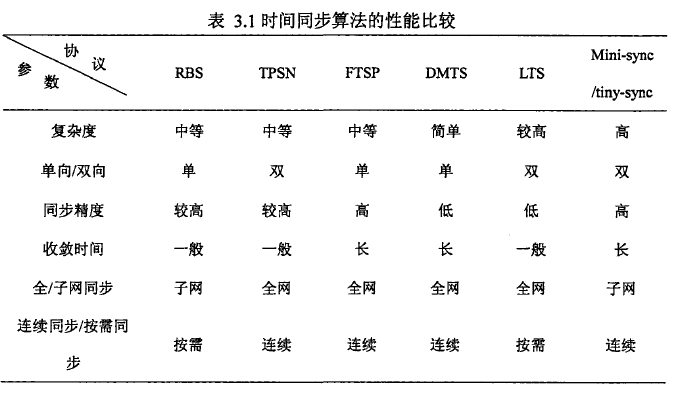 表 3.1 时间同步算法的性能比较
协议
参数
RBS TPSN FTSP DMTS LTS Mini-sync
/tiny-sync
复杂度 中等 中等 中等 简单 较高 高
单向/双向 单 双 单 单 双 双
同步精度 较高 较高 高 低 低 高
收敛时间 一般 一般 长 长 一般 长
全/子网同步 子网 全网 全网 全网 全网 子网
连续同步/按需同
步 按需 连续 连续 连续 按需 连续